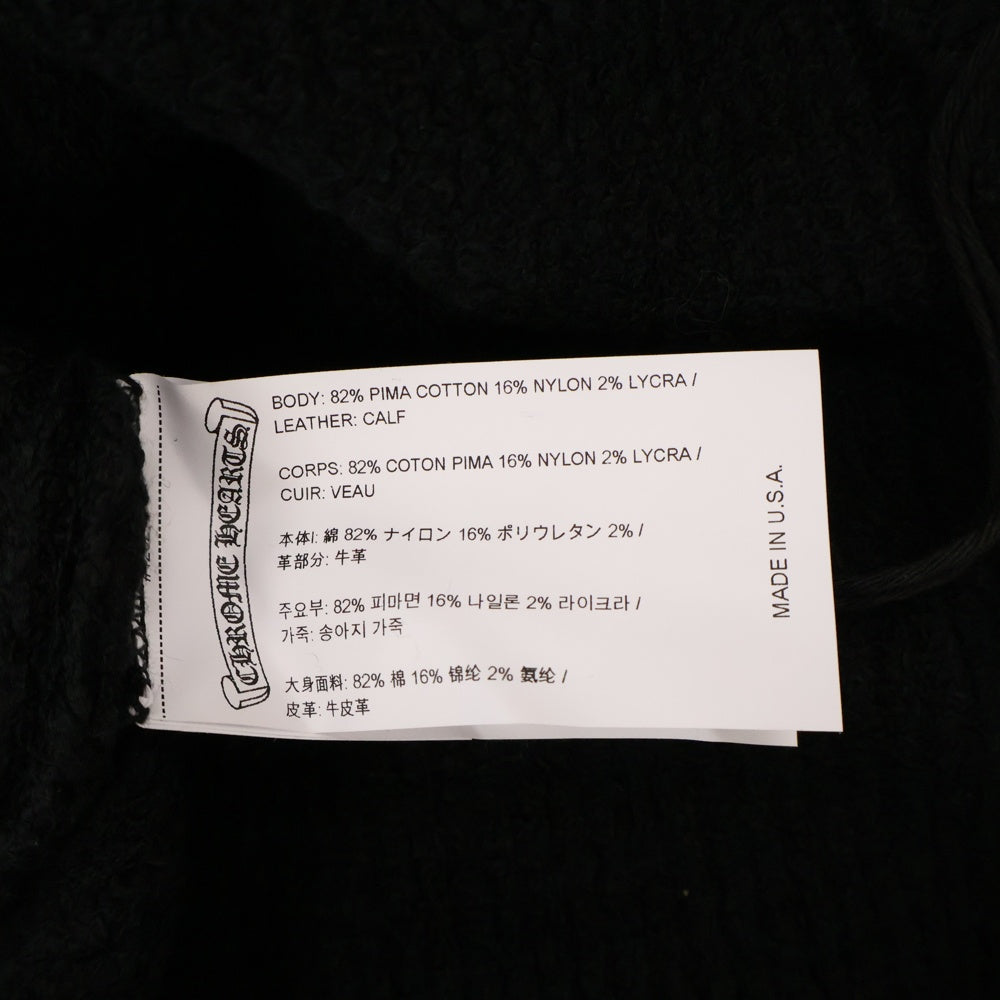 CHROME HEARTS
BODY: 82% PIMA COTTON 16% NYLON 2% LYCRA /
LEATHER: CALF
CORPS: 82% COTON PIMA 16% NYLON 2% LYCRA /
CUIR: VEAU
本体l: 綿 82% ナイロン 16% ポリウレタン 2% /
革部分: 牛革
주요부: 82% 피마면 16% 나일론 2% 라이크라 /
가죽: 송아지 가죽
大身面料: 82% 棉 16% 锦纶 2% 氨纶 /
皮革: 牛皮革
MADE IN U.S.A.